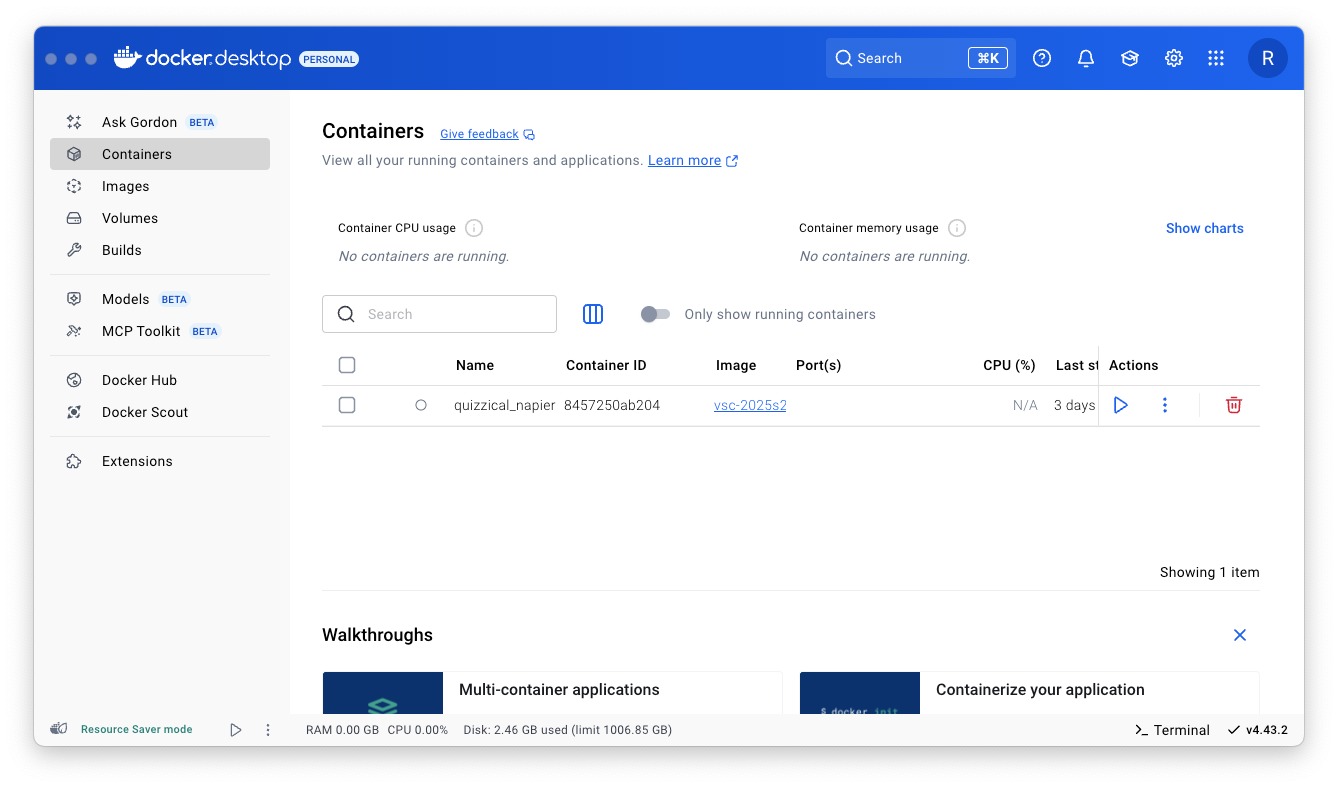 docker.desktop PERSONAL Search ⌘K R
Ask Gordon BETA
Containers
Images
Volumes
Builds
Models BETA
MCP Toolkit BETA
Docker Hub
Docker Scout
Extensions
Containers Give feedback
View all your running containers and applications. Learn more
Container CPU usage Container memory usage Show charts
No containers are running. No containers are running.
Search Only show running containers
Name Container ID Image Port(s) CPU (%) Last st Actions
quizzical_napier 8457250ab204 vsc-2025s2 N/A 3 days
Showing 1 item
Walkthroughs
Multi-container applications Containerize your application
$ docker init
Resource Saver mode RAM 0.00 GB CPU 0.00% Disk: 2.46 GB used (limit 1006.85 GB) >_ Terminal v4.43.2